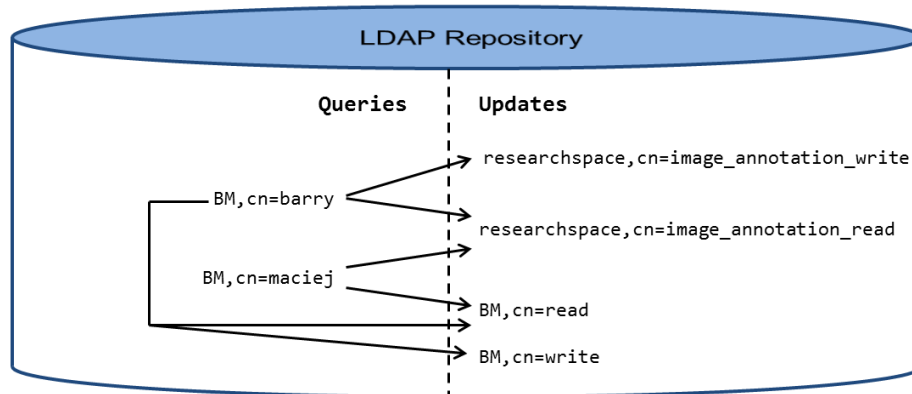 LDAP Repository
Queries
Updates
researchspace,cn=image_annotation_write
BM,cn=barry
researchspace,cn=image_annotation_read
BM,cn=maciej
BM,cn=read
BM,cn=write